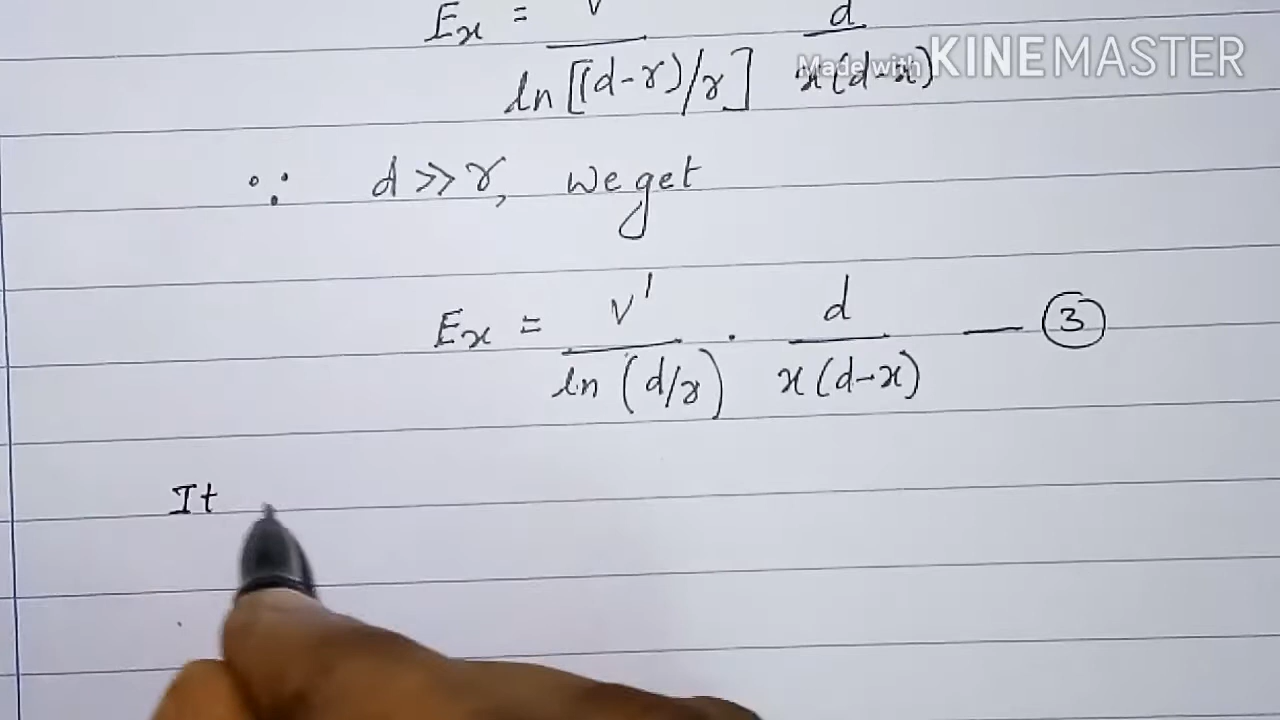 Ex = V / ln[(d-r)/r] d / x(d-x)
Made with KINEMASTER
∵ d >> r, we get
Ex = V' / ln (d/r) . d / x(d-x) — 3
It